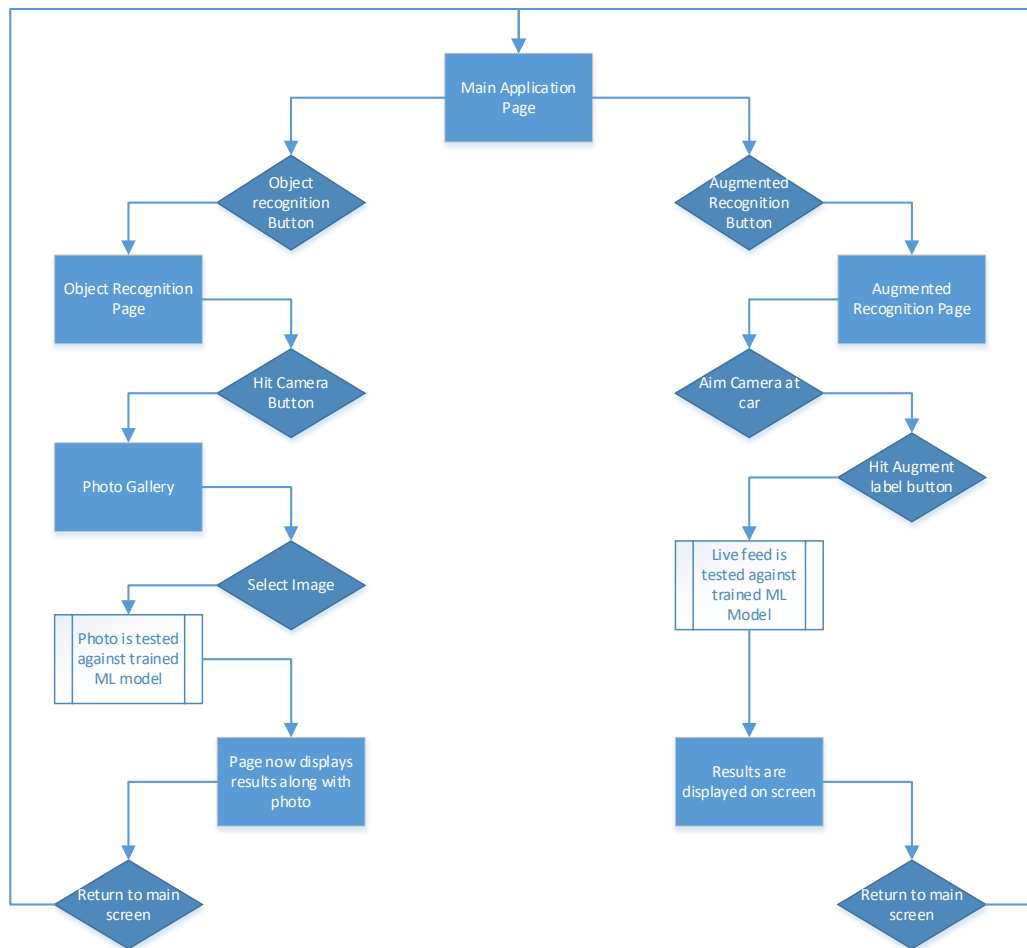 Main Application
Page
Object
recognition
Button
Augmented
Recognition
Button
Object Recognition
Page
Augmented
Recognition Page
Hit Camera
Button
Aim Camera at
car
Photo Gallery
Hit Augment
label button
Select Image
Live feed is
tested against
trained ML
Model
Photo is tested
against trained
ML model
Page now displays
results along with
photo
Results are
displayed on screen
Return to main
screen
Return to main
screen